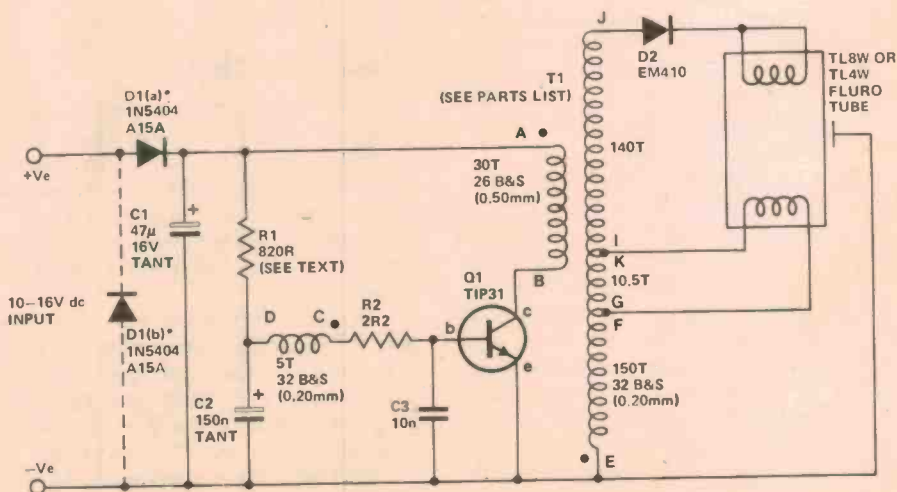 J
D2
EM410
TL8W OR
TL4W
FLURO
TUBE
T1
(SEE PARTS LIST)
D1(a)*
1N5404
A15A
A
+Ve
30T
26 B&S
(0,50mm)
140T
C1
47µ
16V
TANT
+
R1
820R
(SEE TEXT)
B
I
K
10.5T
G
F
10–16V dc
INPUT
D1(b)*
1N5404
A15A
D
C
R2
2R2
Q1
TIP31
b
c
e
5T
32 B&S
(0,20mm)
+
C2
150n
TANT
C3
10n
150T
32 B&S
(0,20mm)
E
–Ve